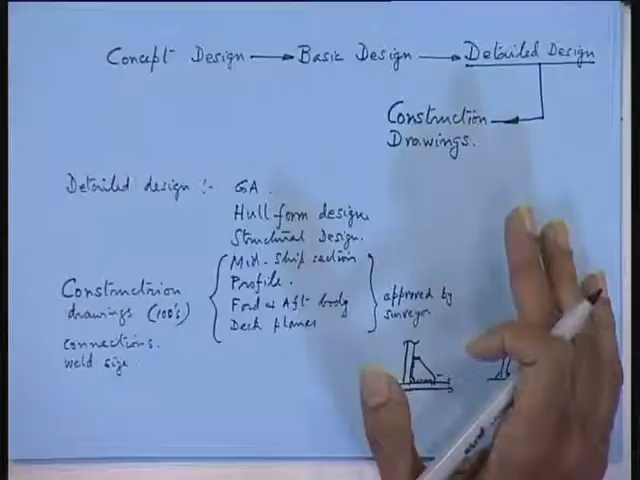 Concept Design → Basic Design → Detailed Design
Construction
Drawings.
Detailed design :- GA.
Hull form design.
Structural Design.
Mid-ship section
Profile.
Ford & Aft body
Deck planes
approved by
surveyor
Constructrion
drawings (100's)
connections.
weld size.